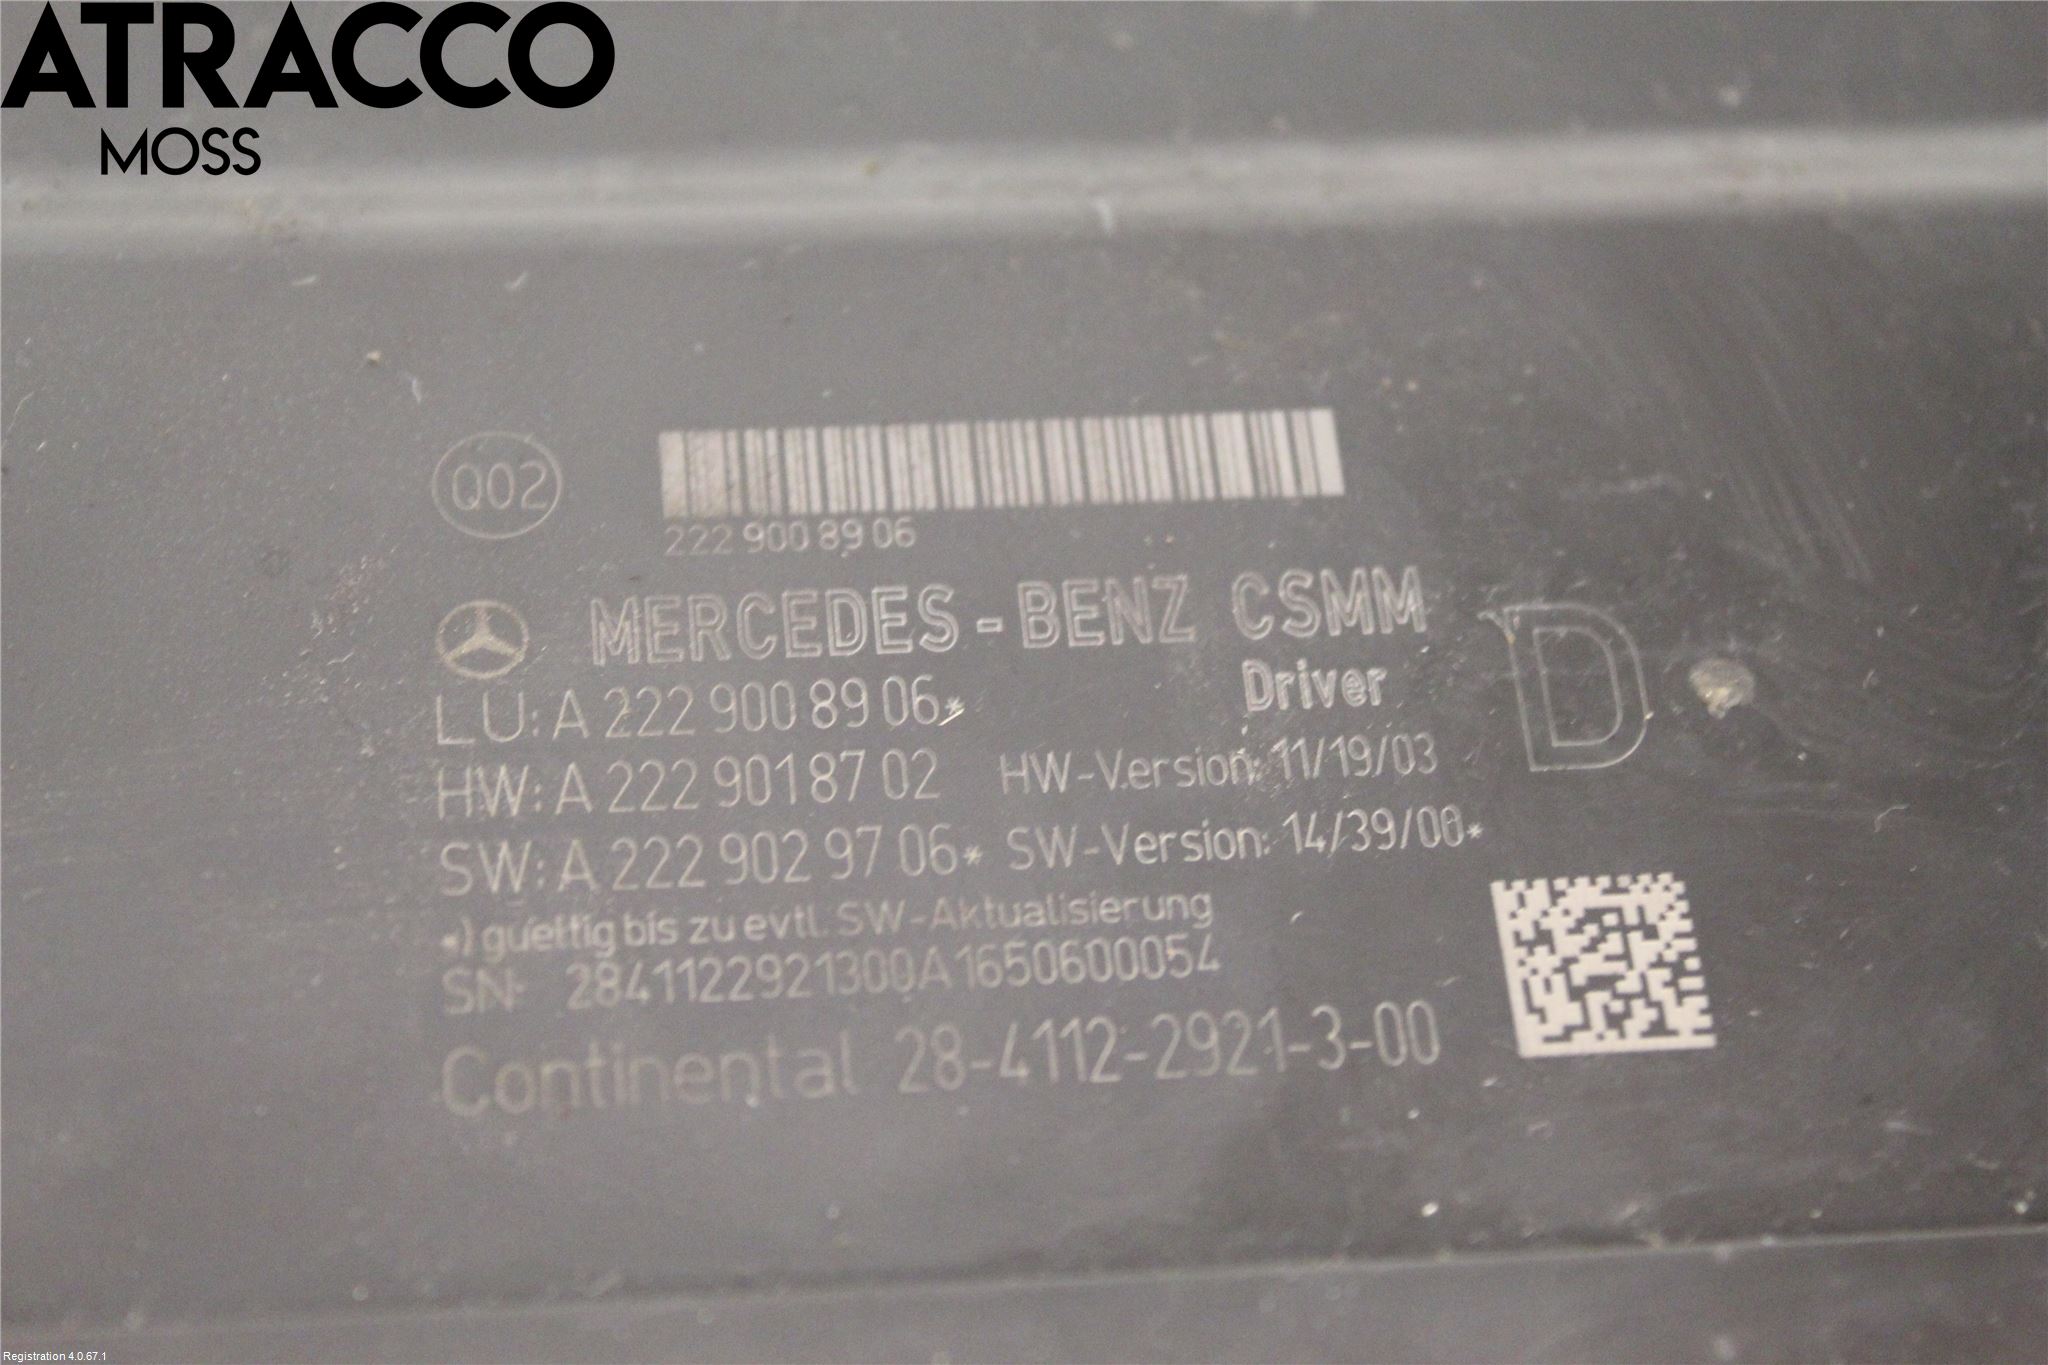 ATRACCO
MOSS
Q02
222 900 89 06
MERCEDES-BENZ CSMM
Driver
D
LU: A 222 900 89 06*
HW: A 222 901 87 02 HW-Version: 11/19/03
SW: A 222 902 97 06* SW-Version: 14/39/00*
*) gueltig bis zu evtl. SW-Aktualisierung
SN: 2841122921300A1650600054
Continental 28-4112-2921-3-00
Registration 4.0.67.1